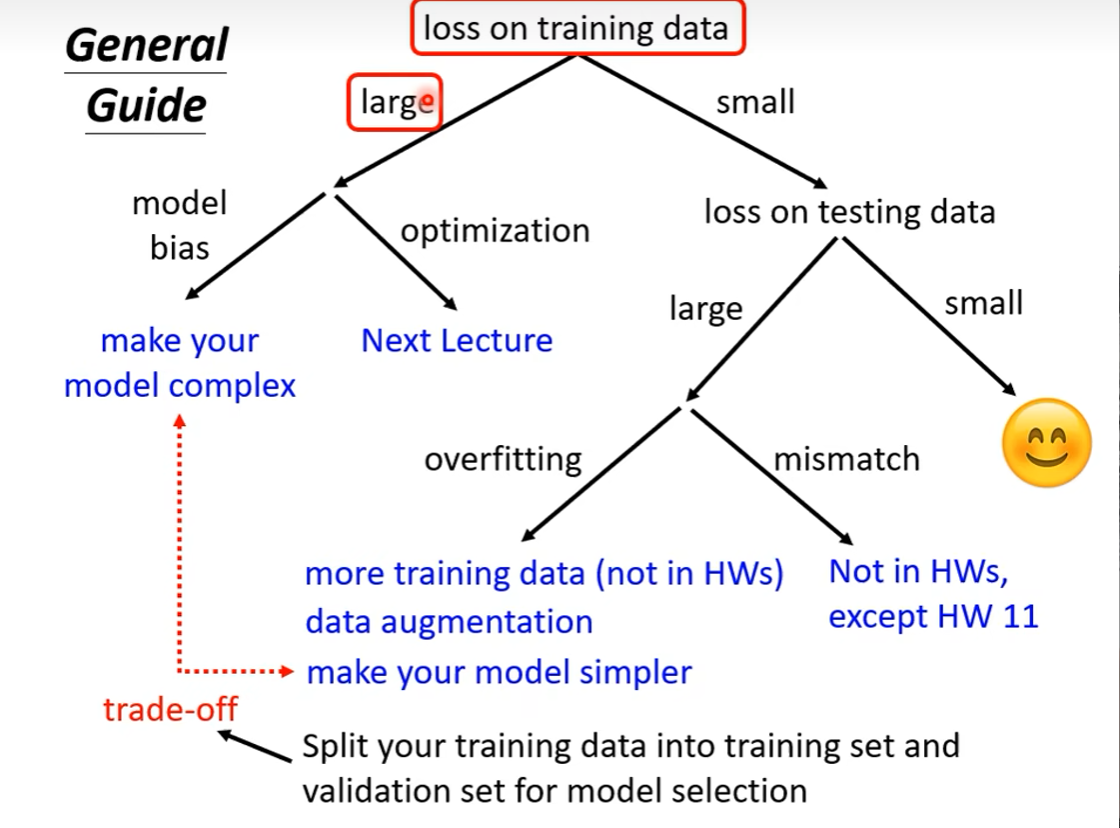 General
Guide
loss on training data
large
small
model
bias
optimization
loss on testing data
make your
model complex
Next Lecture
large
small
overfitting
mismatch
more training data (not in HWs)
data augmentation
make your model simpler
Not in HWs,
except HW 11
trade-off
Split your training data into training set and
validation set for model selection